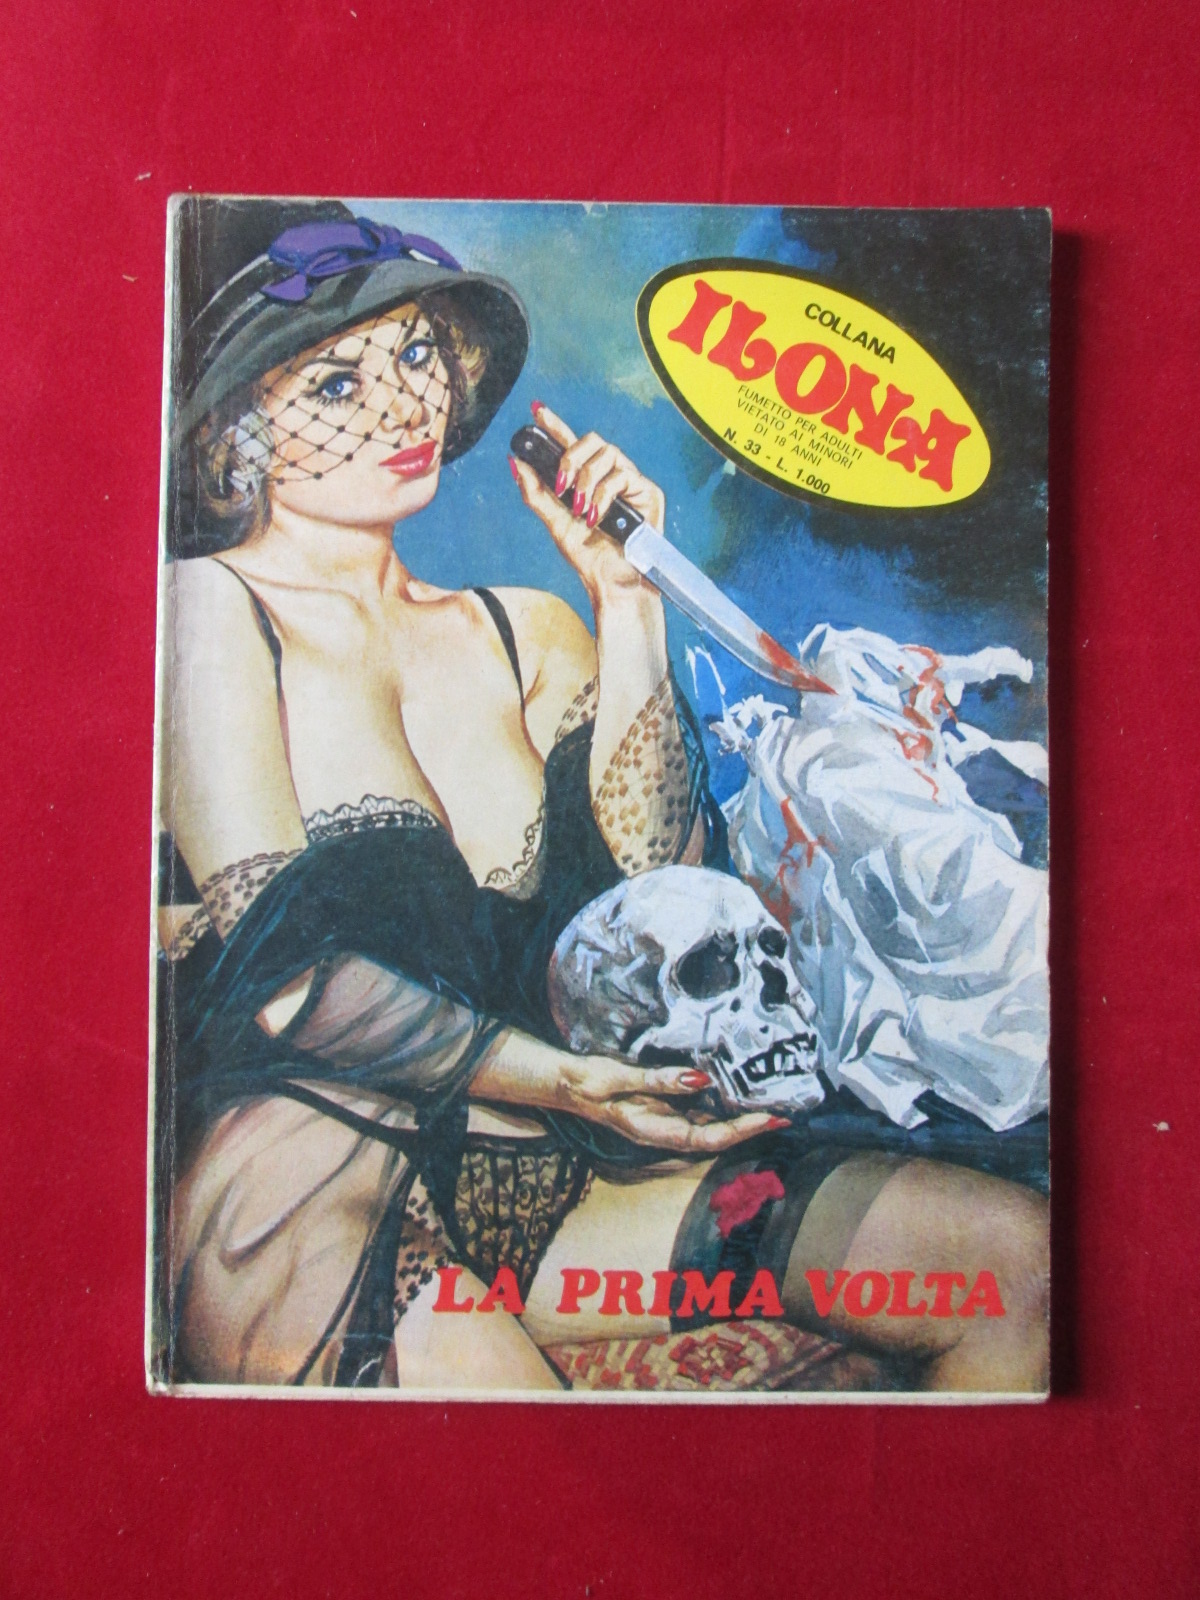 COLLANA
ILONA
FUMETTO PER ADULTI
VIETATO AI MINORI
DI 18 ANNI
N. 33 - L. 1.000
LA PRIMA VOLTA